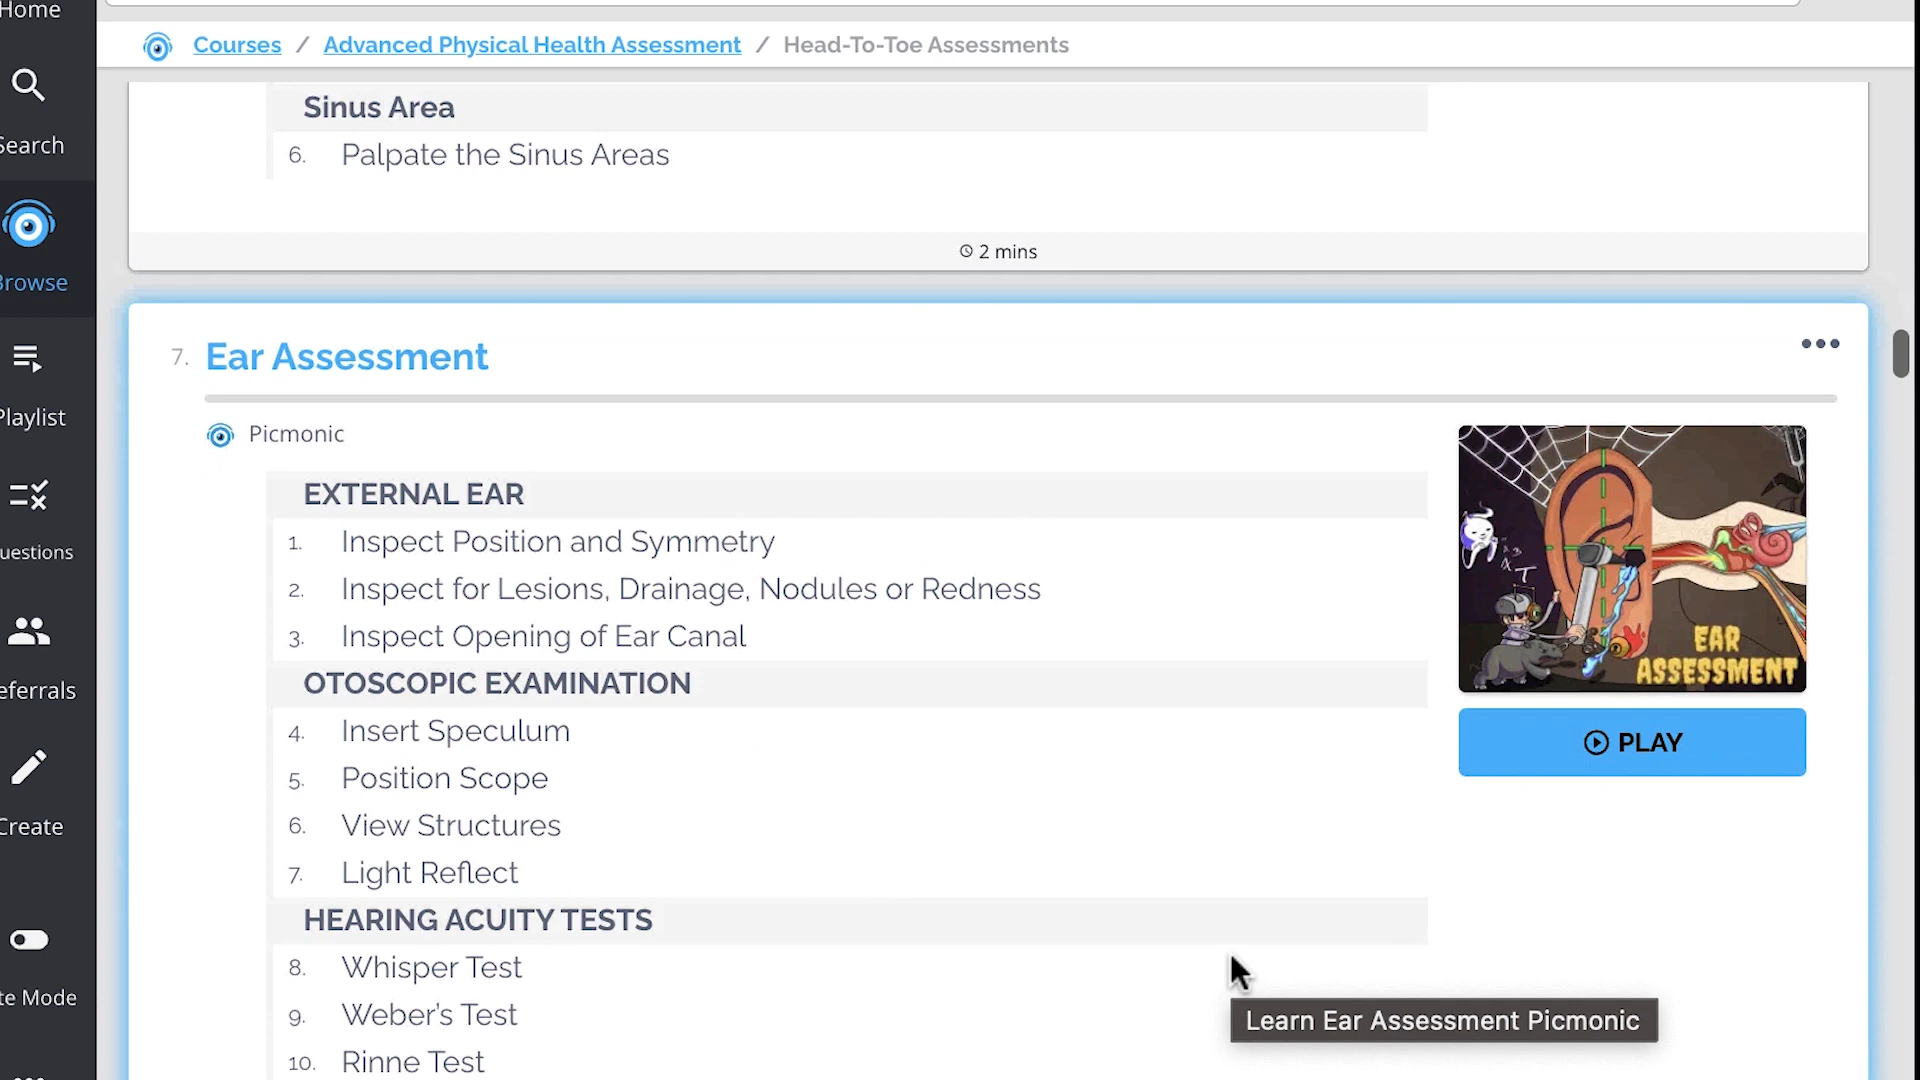 Home
Courses / Advanced Physical Health Assessment / Head-To-Toe Assessments
Search
Browse
Playlist
uestions
eferrals
Create
te Mode
Sinus Area
6. Palpate the Sinus Areas
2 mins
7. Ear Assessment
Picmonic
EXTERNAL EAR
1. Inspect Position and Symmetry
2. Inspect for Lesions, Drainage, Nodules or Redness
3. Inspect Opening of Ear Canal
OTOSCOPIC EXAMINATION
4. Insert Speculum
5. Position Scope
6. View Structures
7. Light Reflect
HEARING ACUITY TESTS
8. Whisper Test
9. Weber's Test
10. Rinne Test
EAR
ASSESSMENT
PLAY
Learn Ear Assessment Picmonic